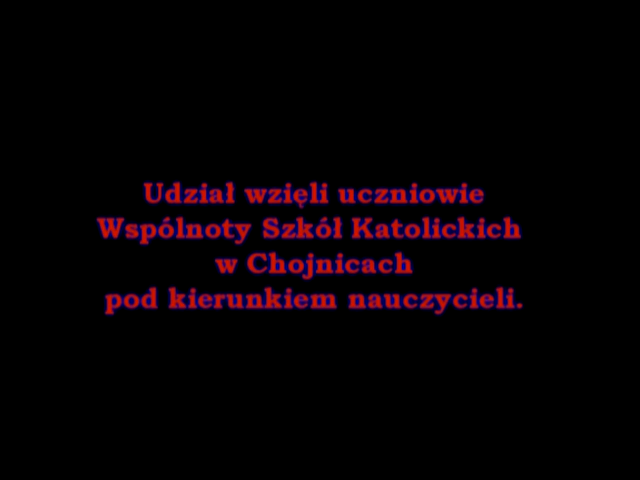 Udział wzięli uczniowie
Wspólnoty Szkół Katolickich
w Chojnicach
pod kierunkiem nauczycieli.